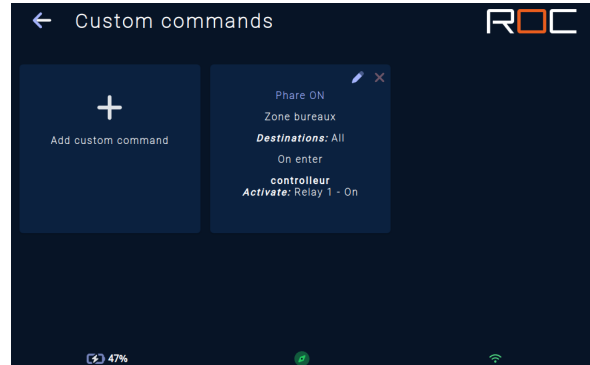 Custom commands
ROC
Add custom command
Phare ON
Zone bureaux
Destinations: All
On enter
controlleur
Activate: Relay 1 - On
47%